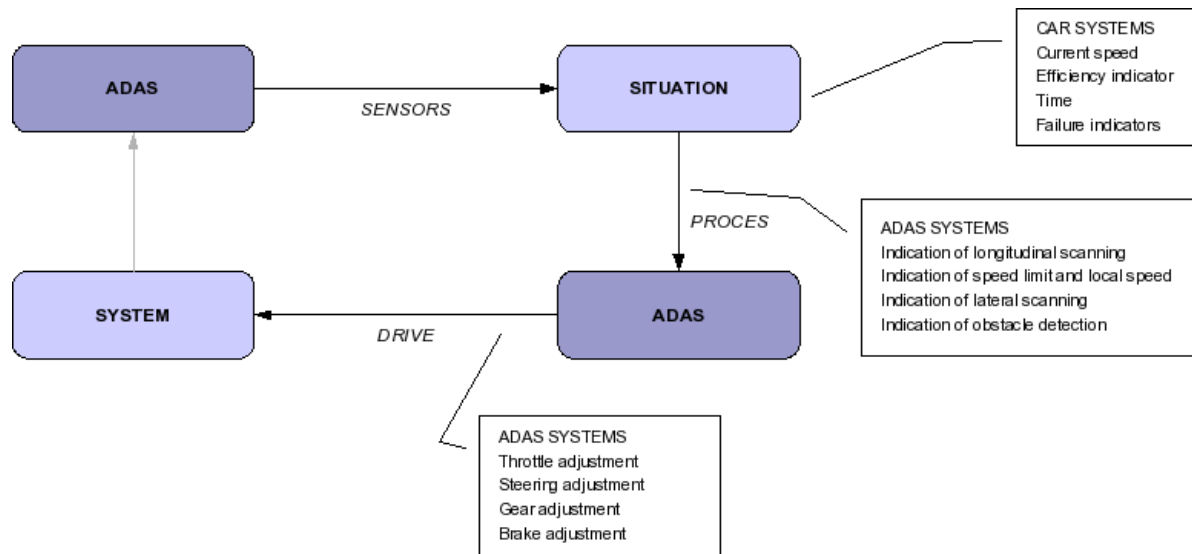 ADAS
SENSORS
SITUATION
CAR SYSTEMS
Current speed
Efficiency indicator
Time
Failure indicators
PROCES
ADAS SYSTEMS
Indication of longitudinal scanning
Indication of speed limit and local speed
Indication of lateral scanning
Indication of obstacle detection
SYSTEM
DRIVE
ADAS
ADAS SYSTEMS
Throttle adjustment
Steering adjustment
Gear adjustment
Brake adjustment